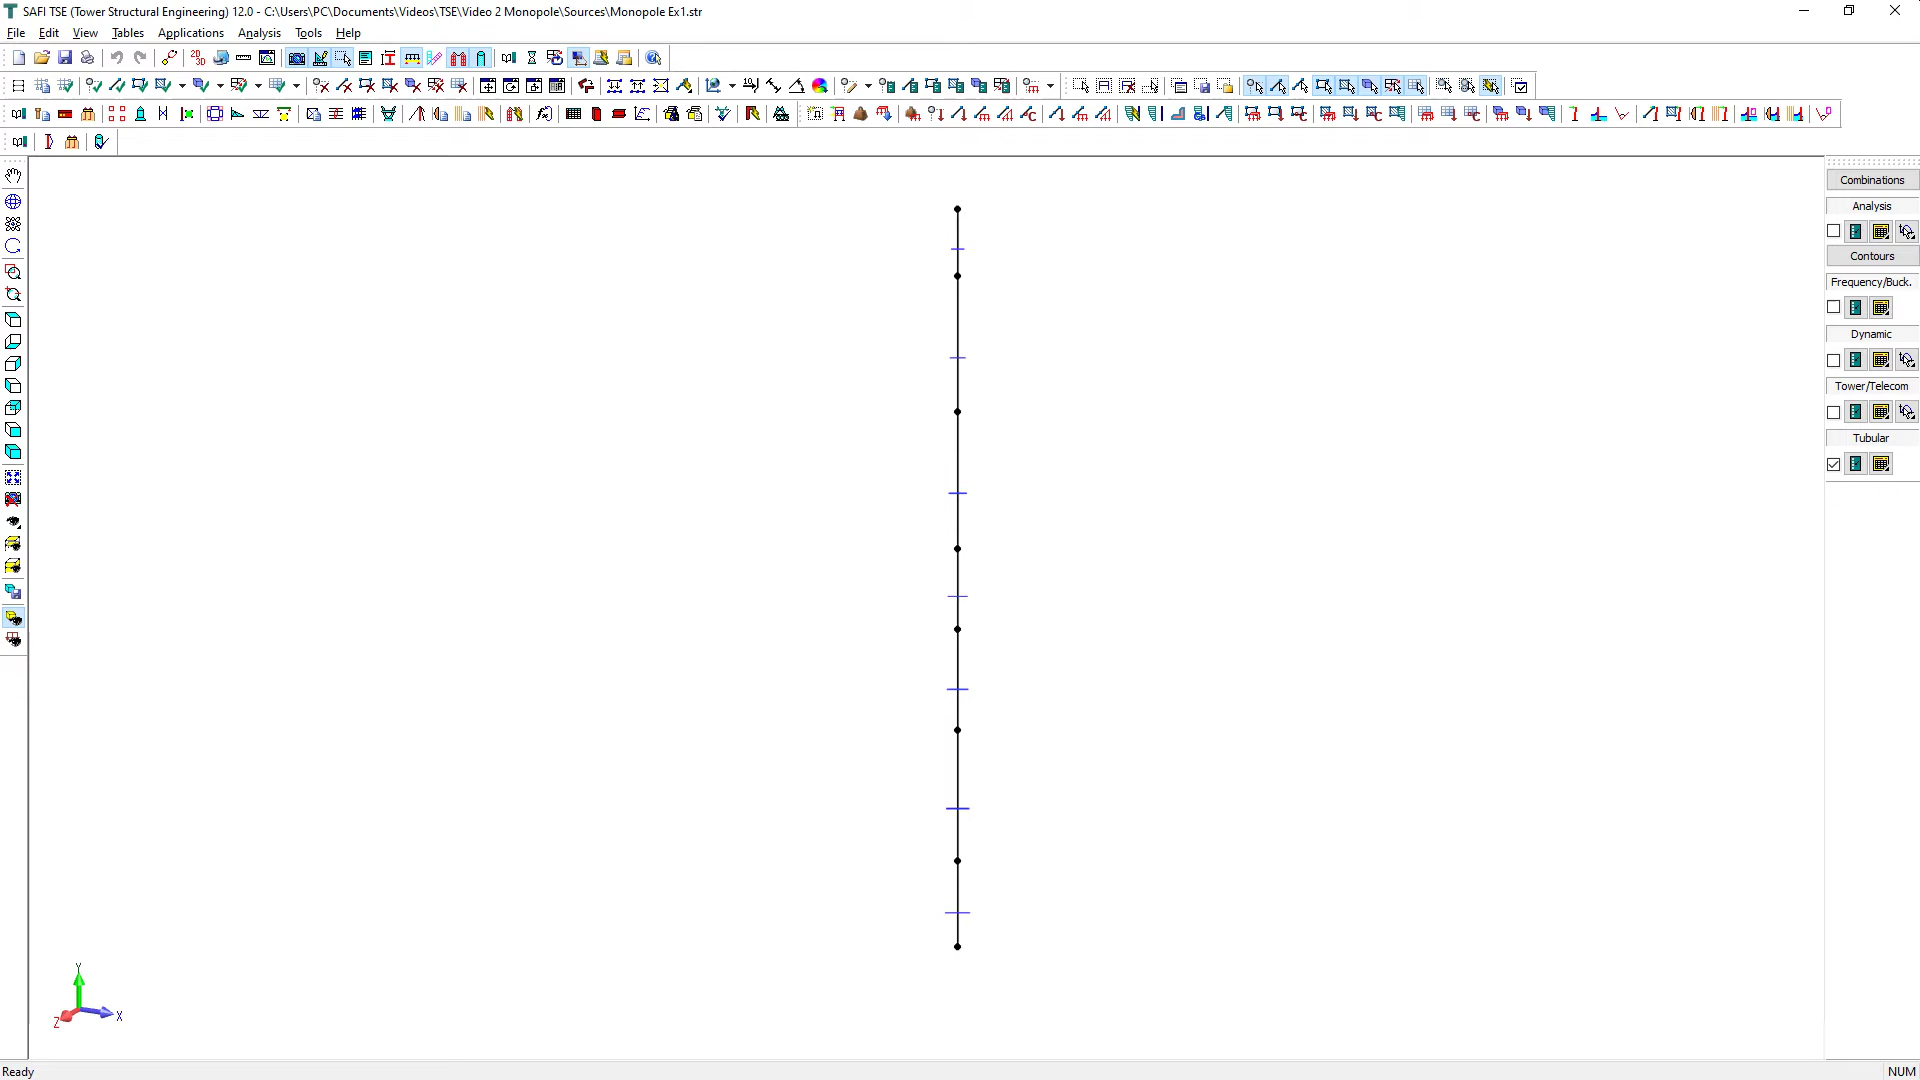 SAFI TSE (Tower Structural Engineering) 12.0 - C:\Users\PC\Documents\Videos\TSE\Video 2 Monopole\Sources\Monopole Ex1.str
File Edit View Tables Applications Analysis Tools Help
Combinations
Analysis
Contours
Frequency/Buck.
Dynamic
Tower/Telecom
Tubular
Y
X
Z
Ready
NUM